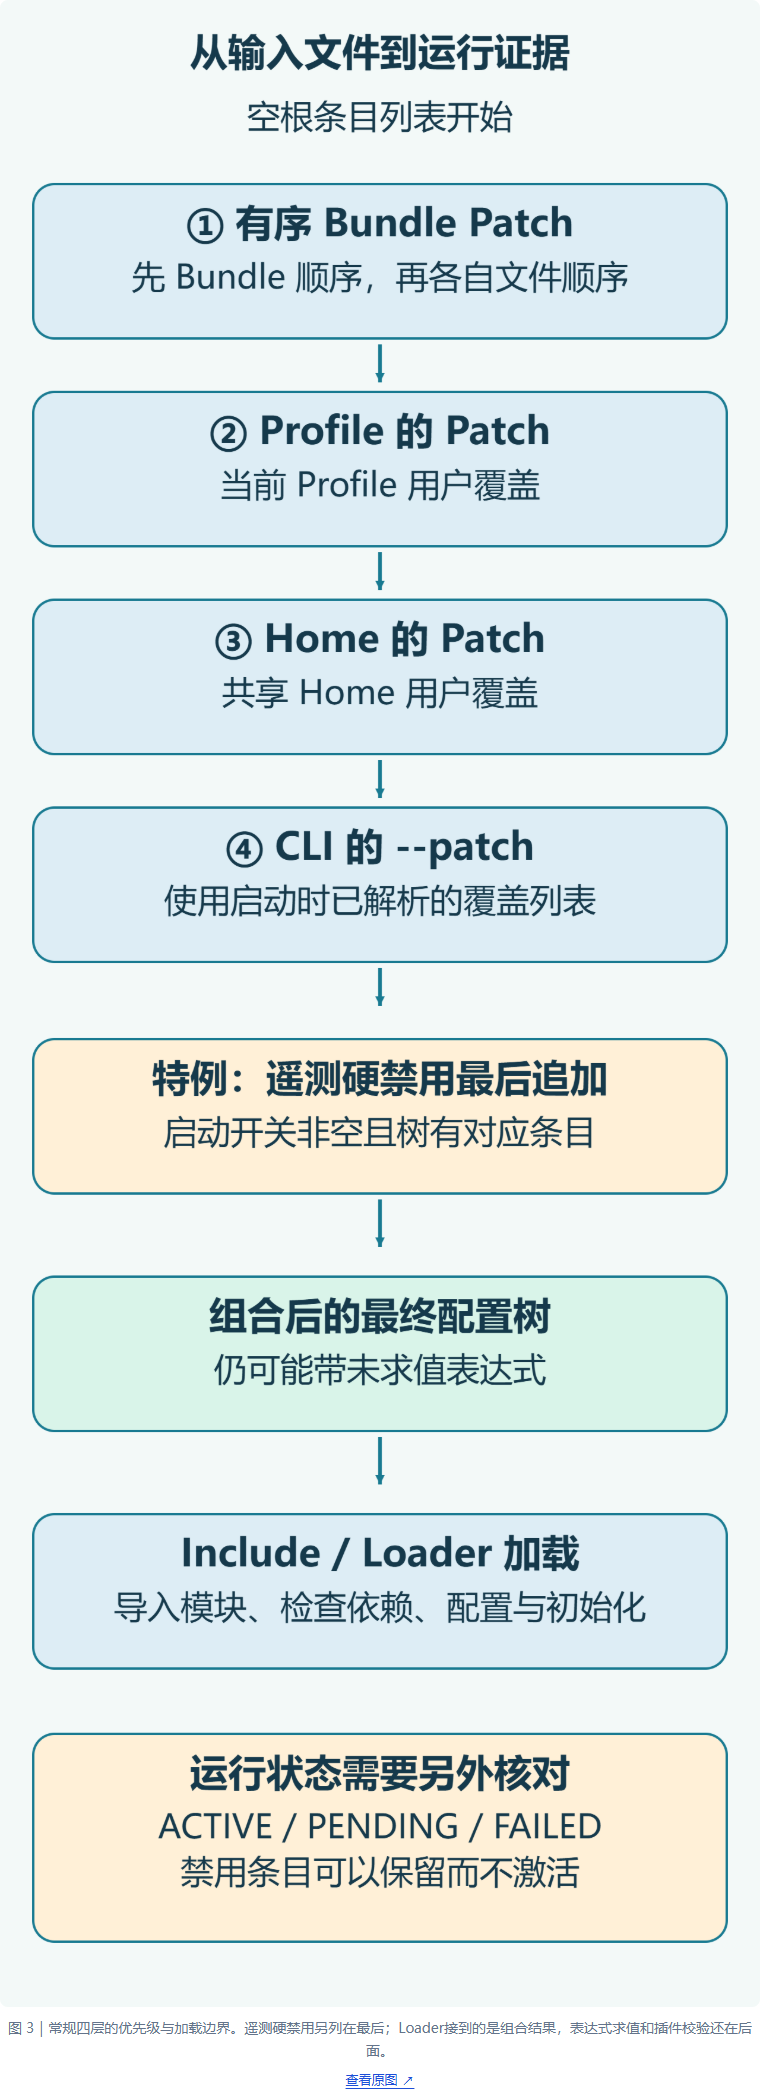 从输入文件到运行证据
空根条目列表开始
① 有序 Bundle Patch
先 Bundle 顺序，再各自文件顺序
② Profile 的 Patch
当前 Profile 用户覆盖
③ Home 的 Patch
共享 Home 用户覆盖
④ CLI 的 --patch
使用启动时已解析的覆盖列表
特例：遥测硬禁用最后追加
启动开关非空且树有对应条目
组合后的最终配置树
仍可能带未求值表达式
Include / Loader 加载
导入模块、检查依赖、配置与初始化
运行状态需要另外核对
ACTIVE / PENDING / FAILED
禁用条目可以保留而不激活
图 3｜常规四层的优先级与加载边界。遥测硬禁用另列在最后；Loader接到的是组合结果，表达式求值和插件校验还在后
面。
查看原图 ↗